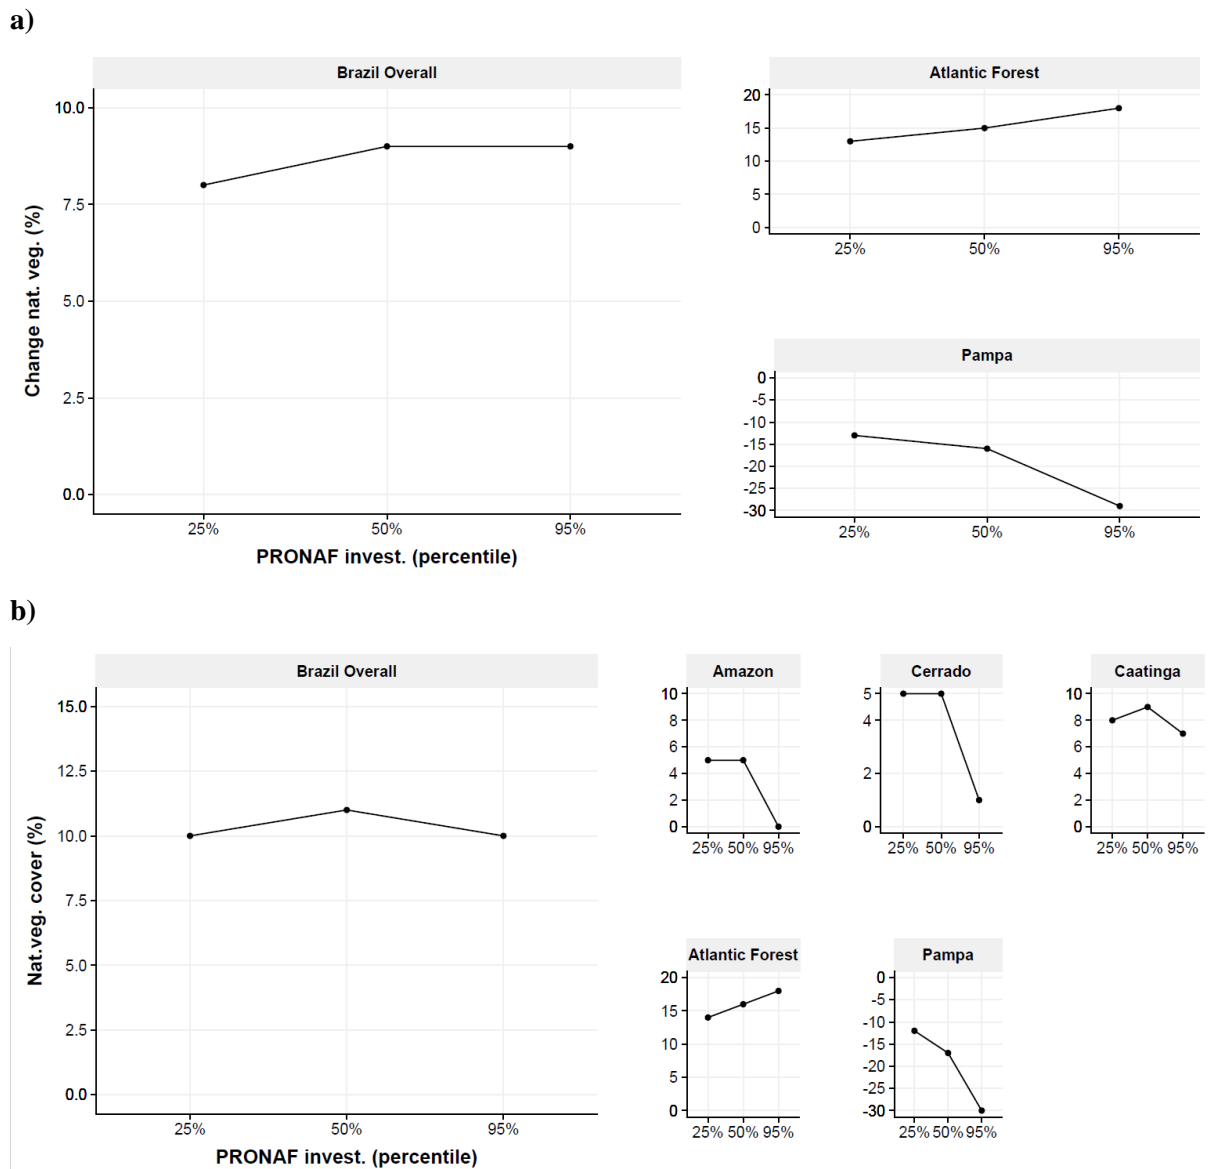 a)
Brazil Overall
10.0
7.5
5.0
2.5
0.0
Change nat. veg. (%)
25% 50% 95%
PRONAF invest. (percentile)
Atlantic Forest
20
15
10
5
0
25% 50% 95%
Pampa
0
-5
-10
-15
-20
-25
-30
25% 50% 95%
b)
Brazil Overall
15.0
12.5
10.0
7.5
5.0
2.5
0.0
Nat.veg. cover (%)
25% 50% 95%
PRONAF invest. (percentile)
Amazon
10
8
6
4
2
0
25% 50% 95%
Cerrado
5
4
2
0
25% 50% 95%
Caatinga
10
8
6
4
2
0
25% 50% 95%
Atlantic Forest
20
15
10
5
0
25% 50% 95%
Pampa
0
-5
-10
-15
-20
-25
-30
25% 50% 95%